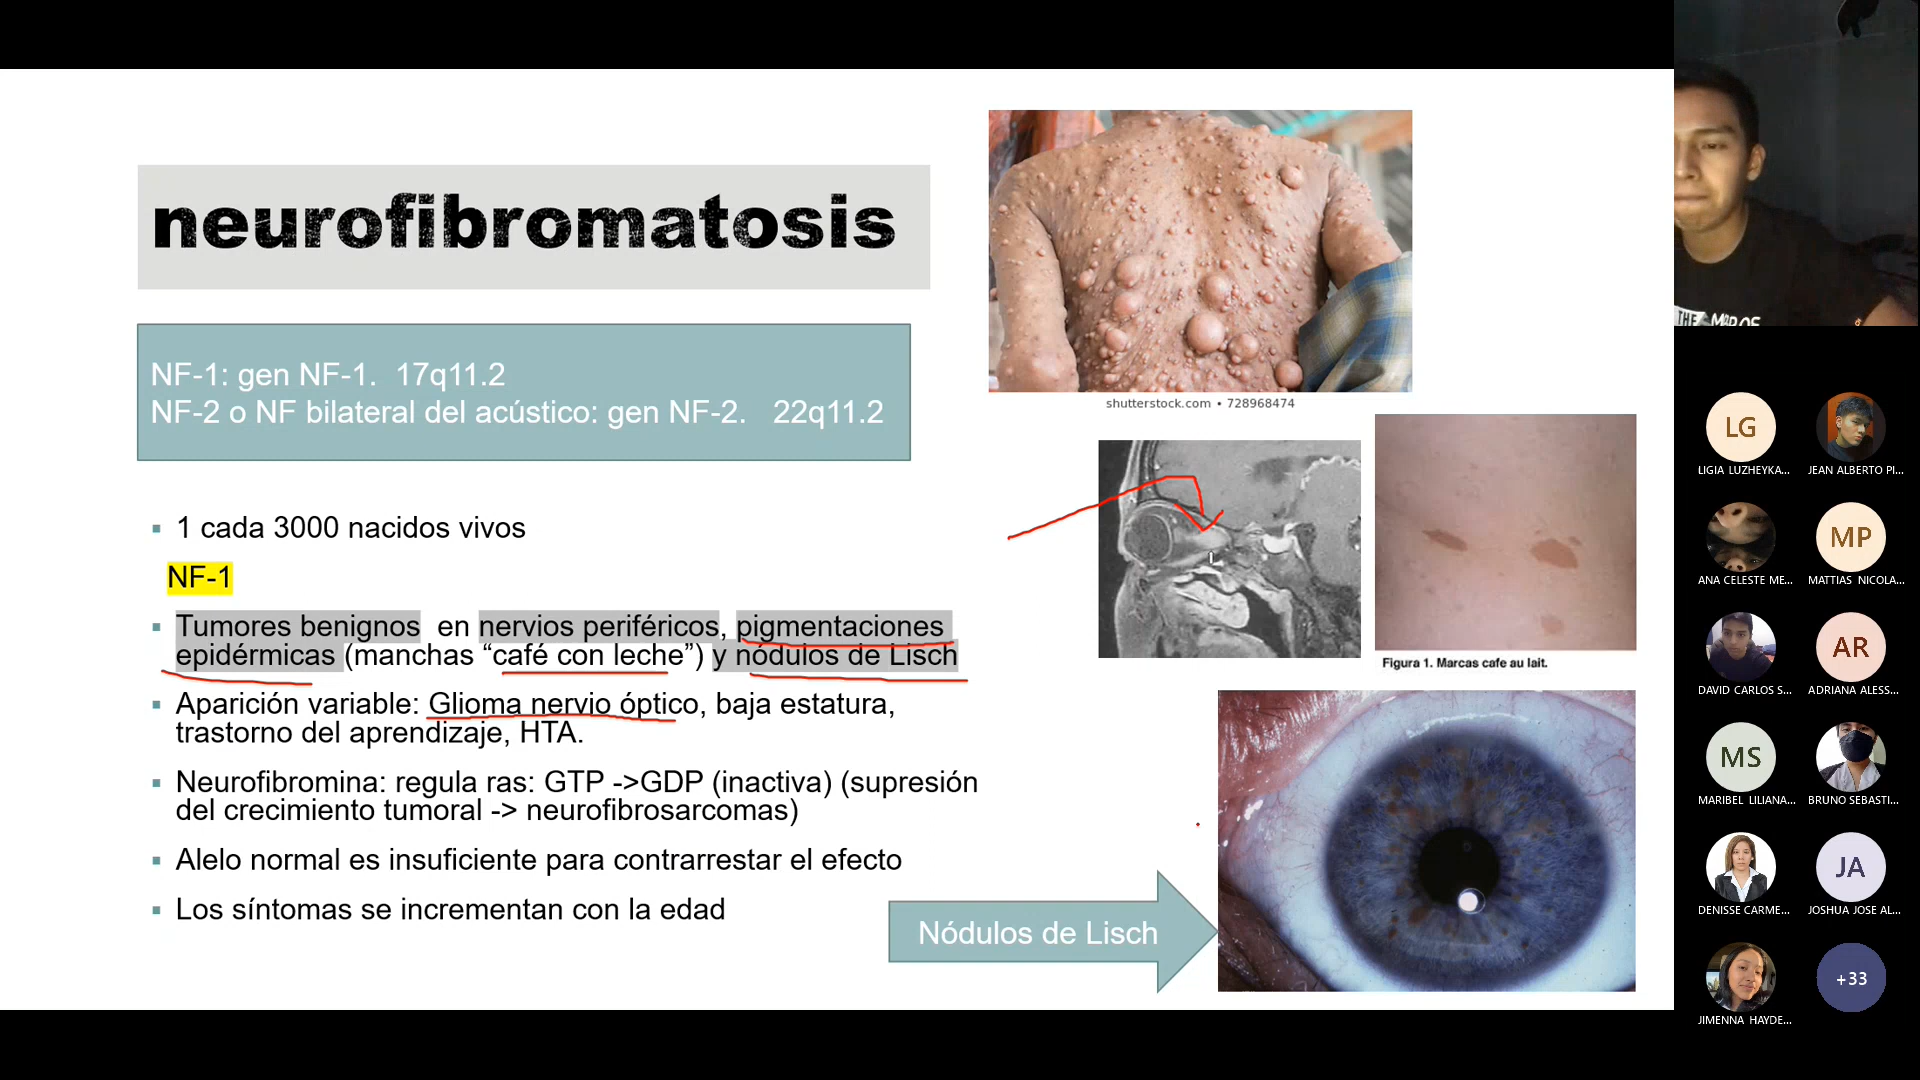 neurofibromatosis
NF-1: gen NF-1. 17q11.2
NF-2 o NF bilateral del acústico: gen NF-2. 22q11.2
1 cada 3000 nacidos vivos
NF-1
Tumores benignos en nervios periféricos, pigmentaciones
epidérmicas (manchas “café con leche”) y nódulos de Lisch
Aparición variable: Glioma nervio óptico, baja estatura,
trastorno del aprendizaje, HTA.
Neurofibromina: regula ras: GTP ->GDP (inactiva) (supresión
del crecimiento tumoral -> neurofibrosarcomas)
Alelo normal es insuficiente para contrarrestar el efecto
Los síntomas se incrementan con la edad
shutterstock.com • 728968474
Figura 1. Marcas cafe au lait.
Nódulos de Lisch
THE
LG
LIGIA LUZHEYKA...
JEAN ALBERTO PI...
ANA CELESTE ME...
MP
MATTIAS NICOLA...
DAVID CARLOS S...
AR
ADRIANA ALESS...
MS
MARIBEL LILIANA...
BRUNO SEBASTI...
DENISSE CARME...
JA
JOSHUA JOSE AL...
JIMENNA HAYDE...
+33